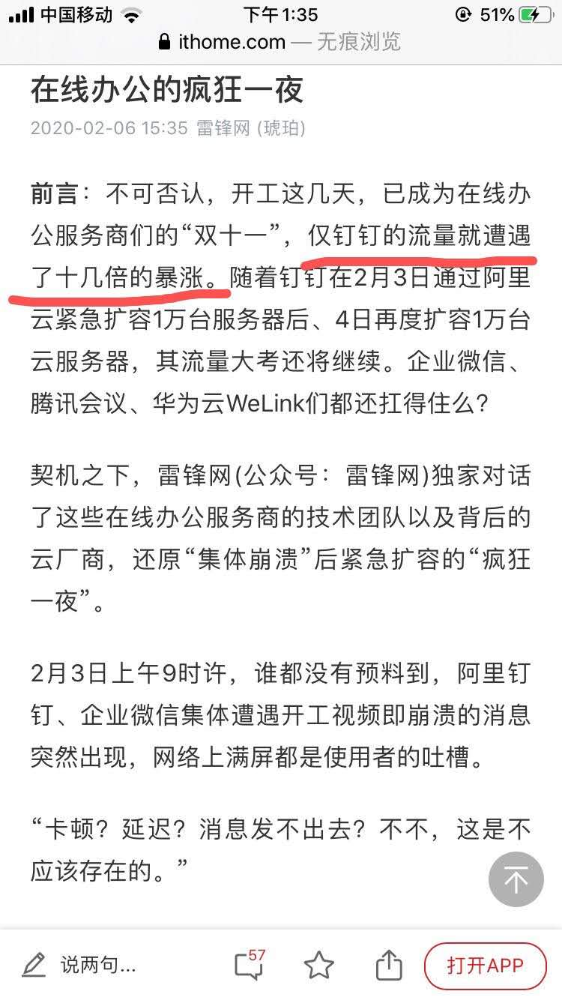 中国移动
下午1:35
51%
ithome.com — 无痕浏览
在线办公的疯狂一夜
2020-02-06 15:35 雷锋网 (琥珀)
前言：不可否认，开工这几天，已成为在线办
公服务商们的“双十一”，仅钉钉的流量就遭遇
了十几倍的暴涨。随着钉钉在2月3日通过阿里
云紧急扩容1万台服务器后、4日再度扩容1万台
云服务器，其流量大考还将继续。企业微信、
腾讯会议、华为云WeLink们都还扛得住么？
契机之下，雷锋网(公众号：雷锋网)独家对话
了这些在线办公服务商的技术团队以及背后的
云厂商，还原“集体崩溃”后紧急扩容的“疯狂
一夜”。
2月3日上午9时许，谁都没有预料到，阿里钉
钉、企业微信集体遭遇开工视频即崩溃的消息
突然出现，网络上满屏都是使用者的吐槽。
“卡顿？延迟？消息发不出去？不不，这是不
应该存在的。”
说两句...
57
打开APP